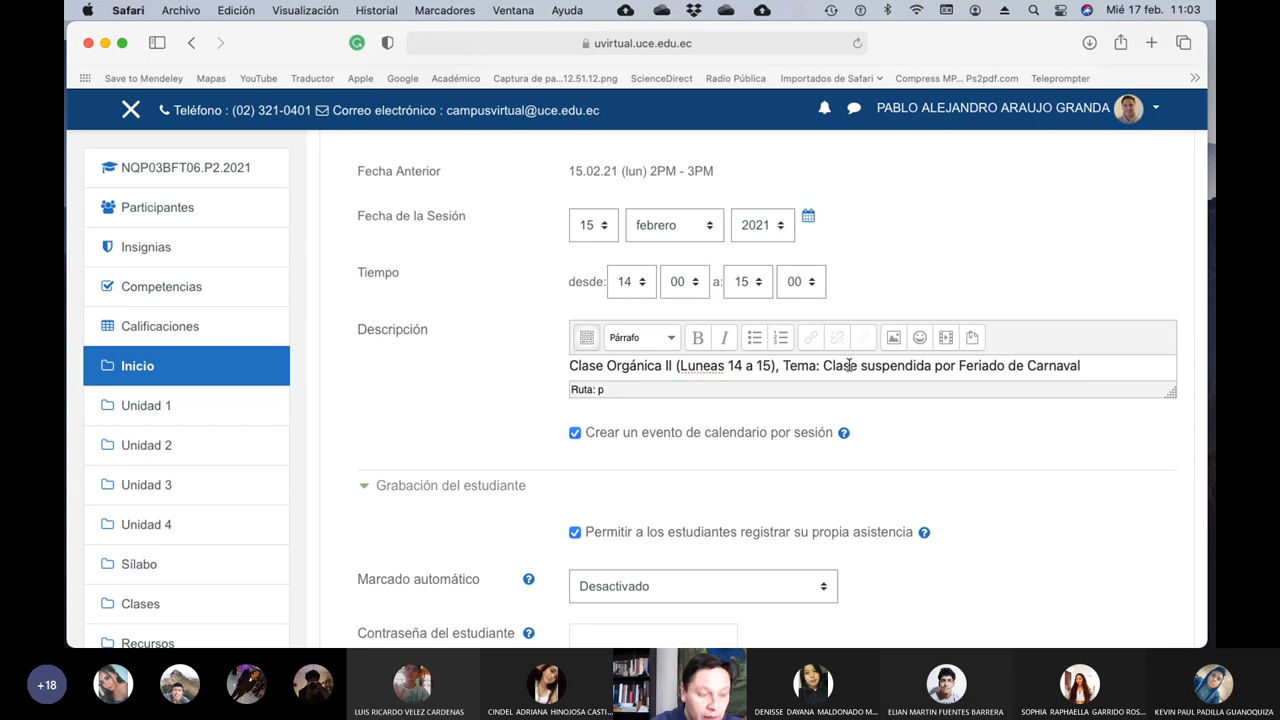 Safari Archivo Edición Visualización Historial Marcadores Ventana Ayuda Mié 17 feb. 11:03
uvirtual.uce.edu.ec
Save to Mendeley Mapas YouTube Traductor Apple Google Académico Captura de pa...12.51.12.png ScienceDirect Radio Pública Importados de Safari Compress MP... Ps2pdf.com Teleprompter
Teléfono : (02) 321-0401 Correo electrónico : campusvirtual@uce.edu.ec PABLO ALEJANDRO ARAUJO GRANDA
NQP03BFT06.P2.2021
Participantes
Insignias
Competencias
Calificaciones
Inicio
Unidad 1
Unidad 2
Unidad 3
Unidad 4
Sílabo
Clases
Recursos
Fecha Anterior 15.02.21 (lun) 2PM - 3PM
Fecha de la Sesión 15 febrero 2021
Tiempo desde: 14 00 a: 15 00
Descripción Párrafo B I
Clase Orgánica II (Luneas 14 a 15), Tema: Clase suspendida por Feriado de Carnaval
Ruta: p
Crear un evento de calendario por sesión
Grabación del estudiante
Permitir a los estudiantes registrar su propia asistencia
Marcado automático Desactivado
Contraseña del estudiante
+18 LUIS RICARDO VELEZ CARDENAS CINDEL ADRIANA HINOJOSA CASTI... DENISSE DAYANA MALDONADO M... ELIAN MARTIN FUENTES BARRERA SOPHIA RAPHAELLA GARRIDO ROS... KEVIN PAUL PADILLA GUANOQUIZA